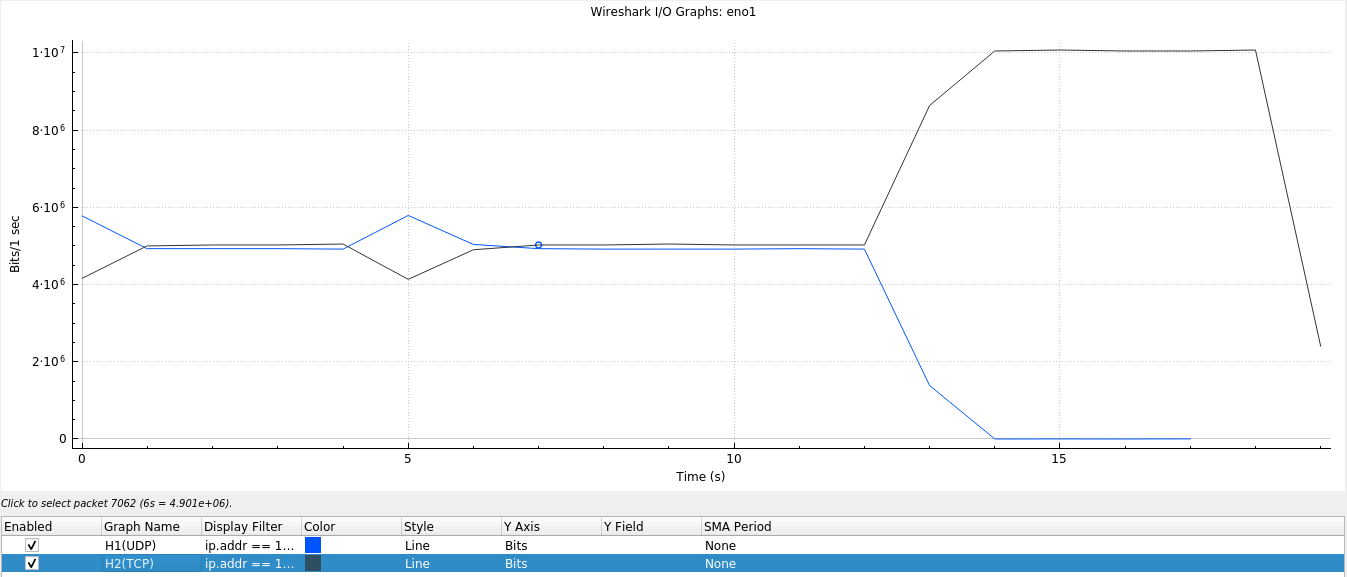 Wireshark I/O Graphs: eno1
1·10⁷
8·10⁶
6·10⁶
4·10⁶
2·10⁶
0
Bits/1 sec
0 5 10 15
Time (s)
Click to select packet 7062 (6s = 4.901e+06).
Enabled Graph Name Display Filter Color Style Y Axis Y Field SMA Period
H1(UDP) ip.addr == 1... Line Bits None
H2(TCP) ip.addr == 1... Line Bits None